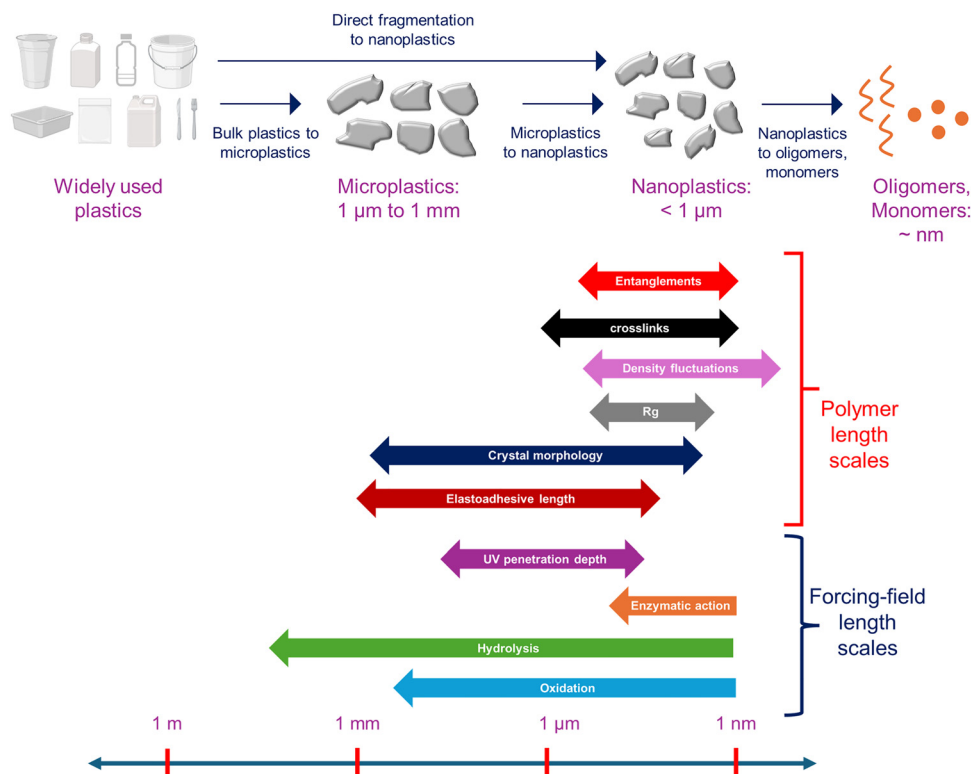 Direct fragmentation
to nanoplastics
Bulk plastics to
microplastics
Microplastics
to nanoplastics
Nanoplastics
to oligomers,
monomers
Widely used
plastics
Microplastics:
1 µm to 1 mm
Nanoplastics:
< 1 µm
Oligomers,
Monomers:
~ nm
Entanglements
crosslinks
Density fluctuations
Rg
Crystal morphology
Elastoadhesive length
Polymer
length
scales
UV penetration depth
Enzymatic action
Hydrolysis
Oxidation
Forcing-field
length
scales
1 m
1 mm
1 µm
1 nm